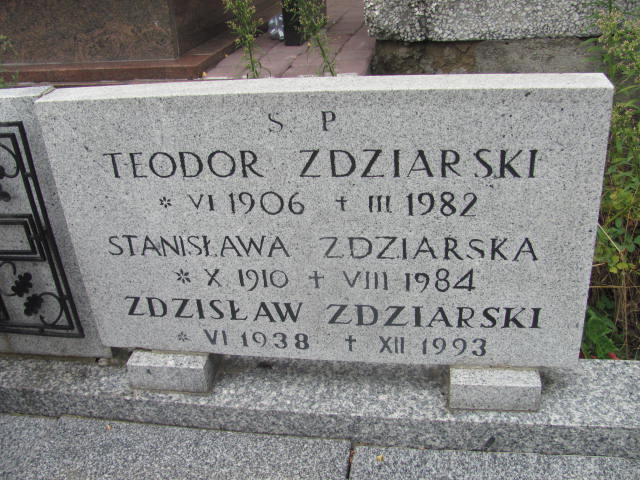 S P
TEODOR ZDZIARSKI
* VI 1906 + III 1982
STANISŁAWA ZDZIARSKA
* X 1910 + VIII 1984
ZDZISŁAW ZDZIARSKI
* VI 1938 + XII 1993